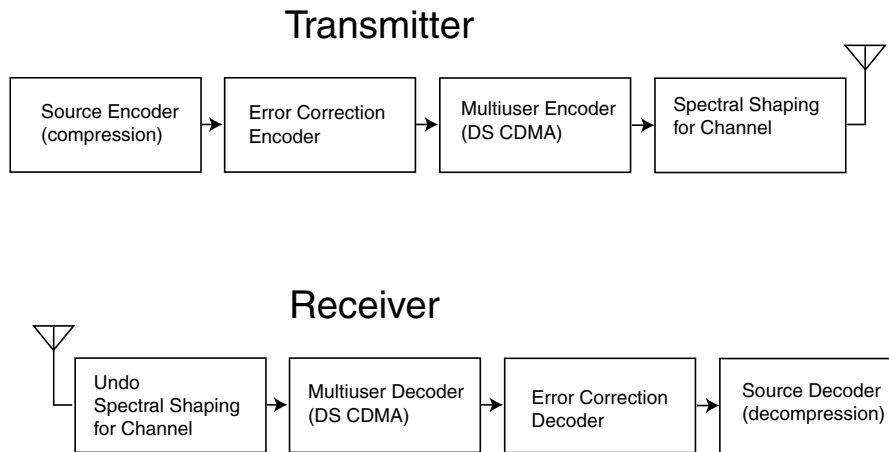 Transmitter
Source Encoder
(compression)
Error Correction
Encoder
Multiuser Encoder
(DS CDMA)
Spectral Shaping
for Channel
Receiver
Undo
Spectral Shaping
for Channel
Multiuser Decoder
(DS CDMA)
Error Correction
Decoder
Source Decoder
(decompression)